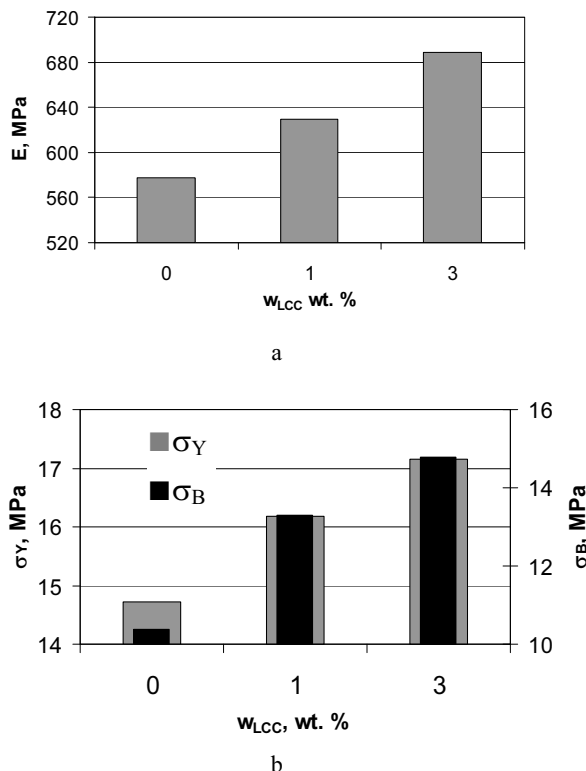 720
680
640
600
560
520
E, MPa
0 1 3
wLCC wt. %
a
18
17
16
15
14
σY, MPa
σY
σB
16
14
12
10
σB, MPa
0 1 3
wLCC, wt. %
b